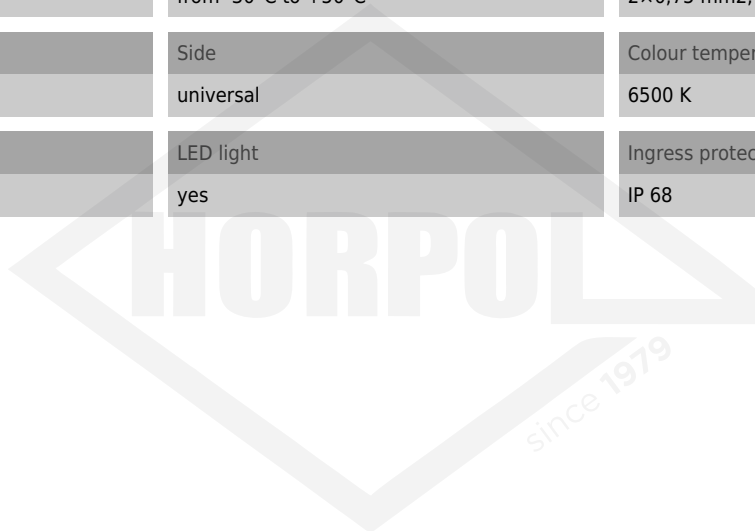 Side
Colour temper
universal
6500 K
LED light
Ingress protec
yes
IP 68
HORPOL
since 1979